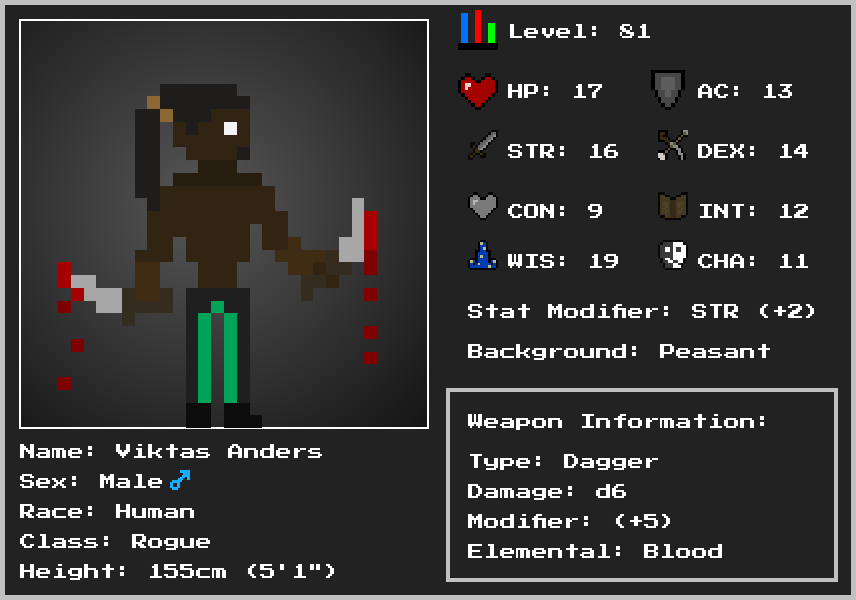 Level: 81
HP: 17
AC: 13
STR: 16
DEX: 14
CON: 9
INT: 12
WIS: 19
CHA: 11
Stat Modifier: STR (+2)
Background: Peasant
Weapon Information:
Type: Dagger
Damage: d6
Modifier: (+5)
Elemental: Blood
Name: Viktas Anders
Sex: Male ♂
Race: Human
Class: Rogue
Height: 155cm (5'1")